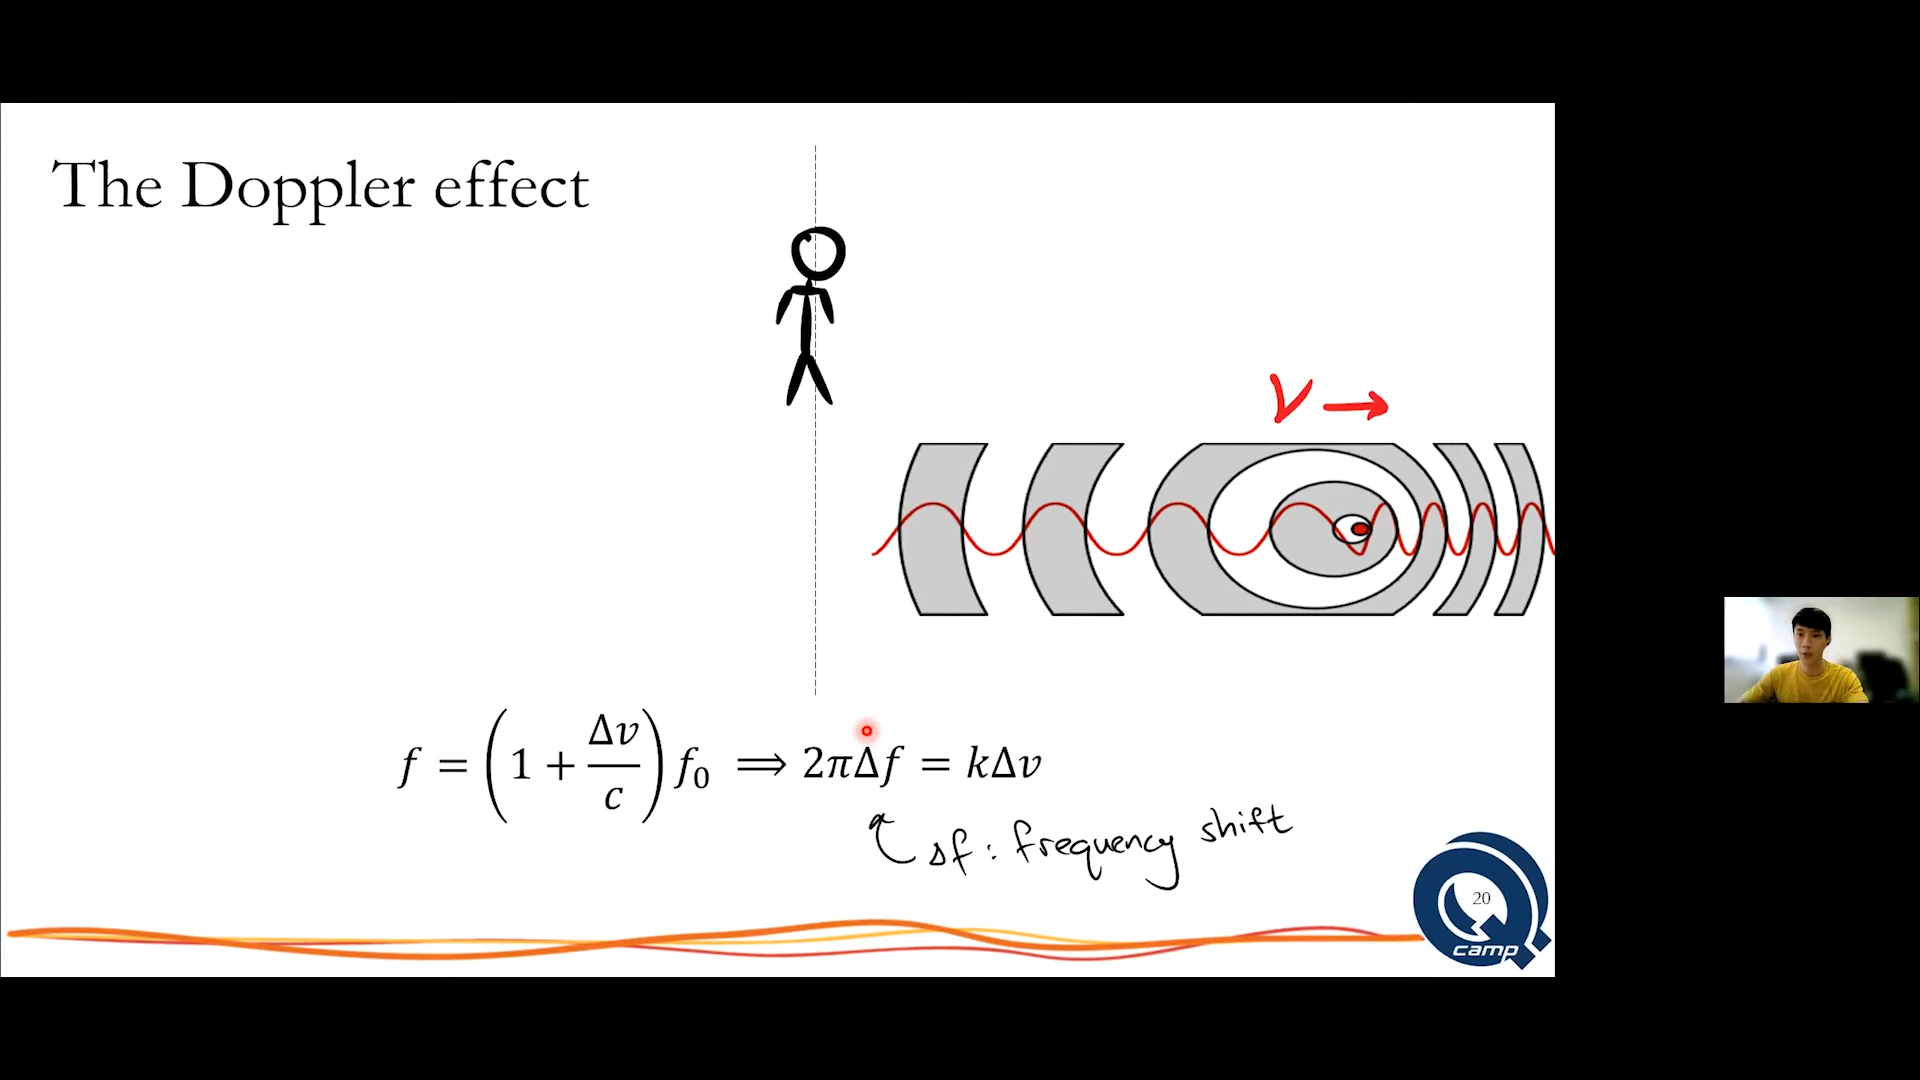 The Doppler effect
V →
f = (1 + Δv/c) f₀ ⟹ 2πΔf = kΔv
Δf : frequency shift
20
camp